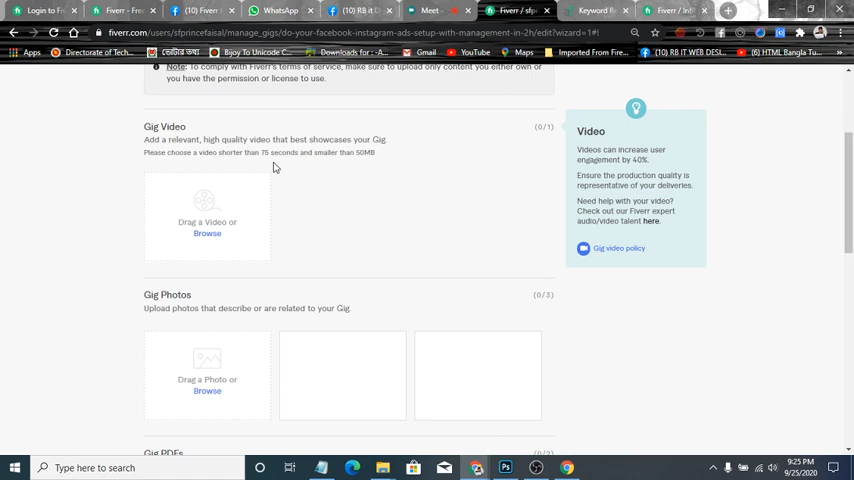 Login to Fi
Fiverr - Fre
(10) Fiverr
WhatsApp
(10) R8 it D
Meet -
Fiverr / sfp
Keyword Re
Fiverr / Inb
fiverr.com/users/sfprincefaisal/manage_gigs/do-your-facebook-instagram-ads-setup-with-management-in-2h/edit?wizard=1#!
Apps
Directorate of Tech...
ভোটার তথ্য
Bijoy To Unicode C...
Downloads for : .Am...
Gmail
YouTube
Maps
Imported From Fire...
(10) RB IT WEB DESI...
(6) HTML Bangla Tu...
Note: To comply with Fiverr's terms of service, make sure to upload only content you either own or
you have the permission or license to use.
Gig Video
(0/1)
Add a relevant, high quality video that best showcases your Gig.
Please choose a video shorter than 75 seconds and smaller than 50MB
Drag a Video or
Browse
Video
Videos can increase user
engagement by 40%.
Ensure the production quality is
representative of your deliveries.
Need help with your video?
Check out our Fiverr expert
audio/video talent here.
Gig video policy
Gig Photos
(0/3)
Upload photos that describe or are related to your Gig.
Drag a Photo or
Browse
Gig PDFs
(0/2)
Type here to search
9:25 PM
9/25/2020